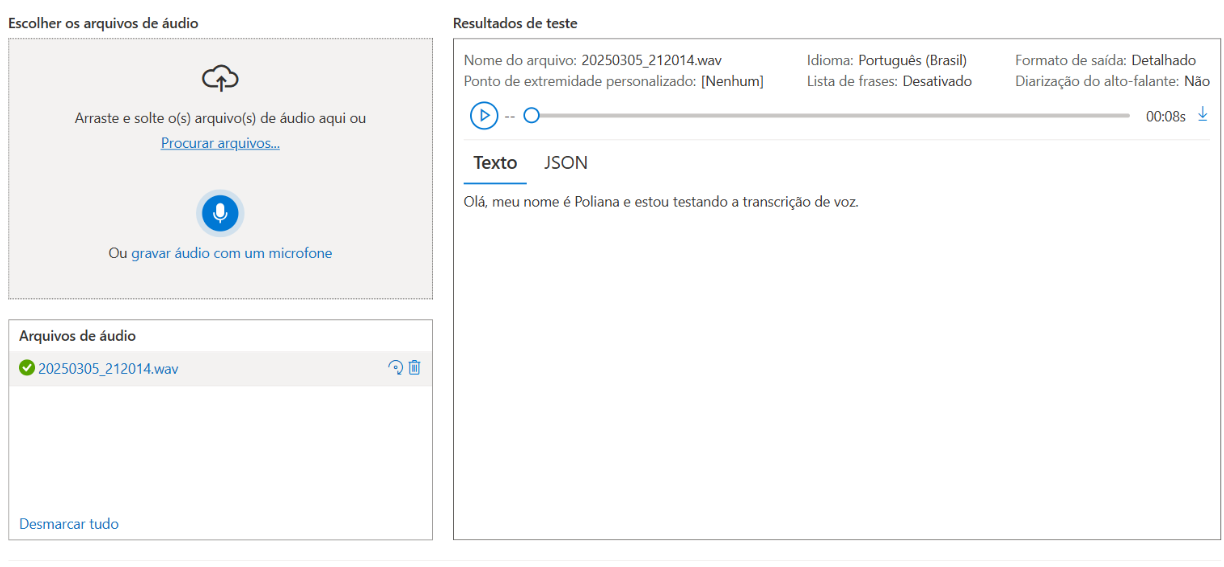 Escolher os arquivos de áudio
Arraste e solte o(s) arquivo(s) de áudio aqui ou
Procurar arquivos...
Ou gravar áudio com um microfone
Arquivos de áudio
20250305_212014.wav
Desmarcar tudo
Resultados de teste
Nome do arquivo: 20250305_212014.wav Idioma: Português (Brasil) Formato de saída: Detalhado
Ponto de extremidade personalizado: [Nenhum] Lista de frases: Desativado Diarização do alto-falante: Não
-- 00:08s
Texto JSON
Olá, meu nome é Poliana e estou testando a transcrição de voz.